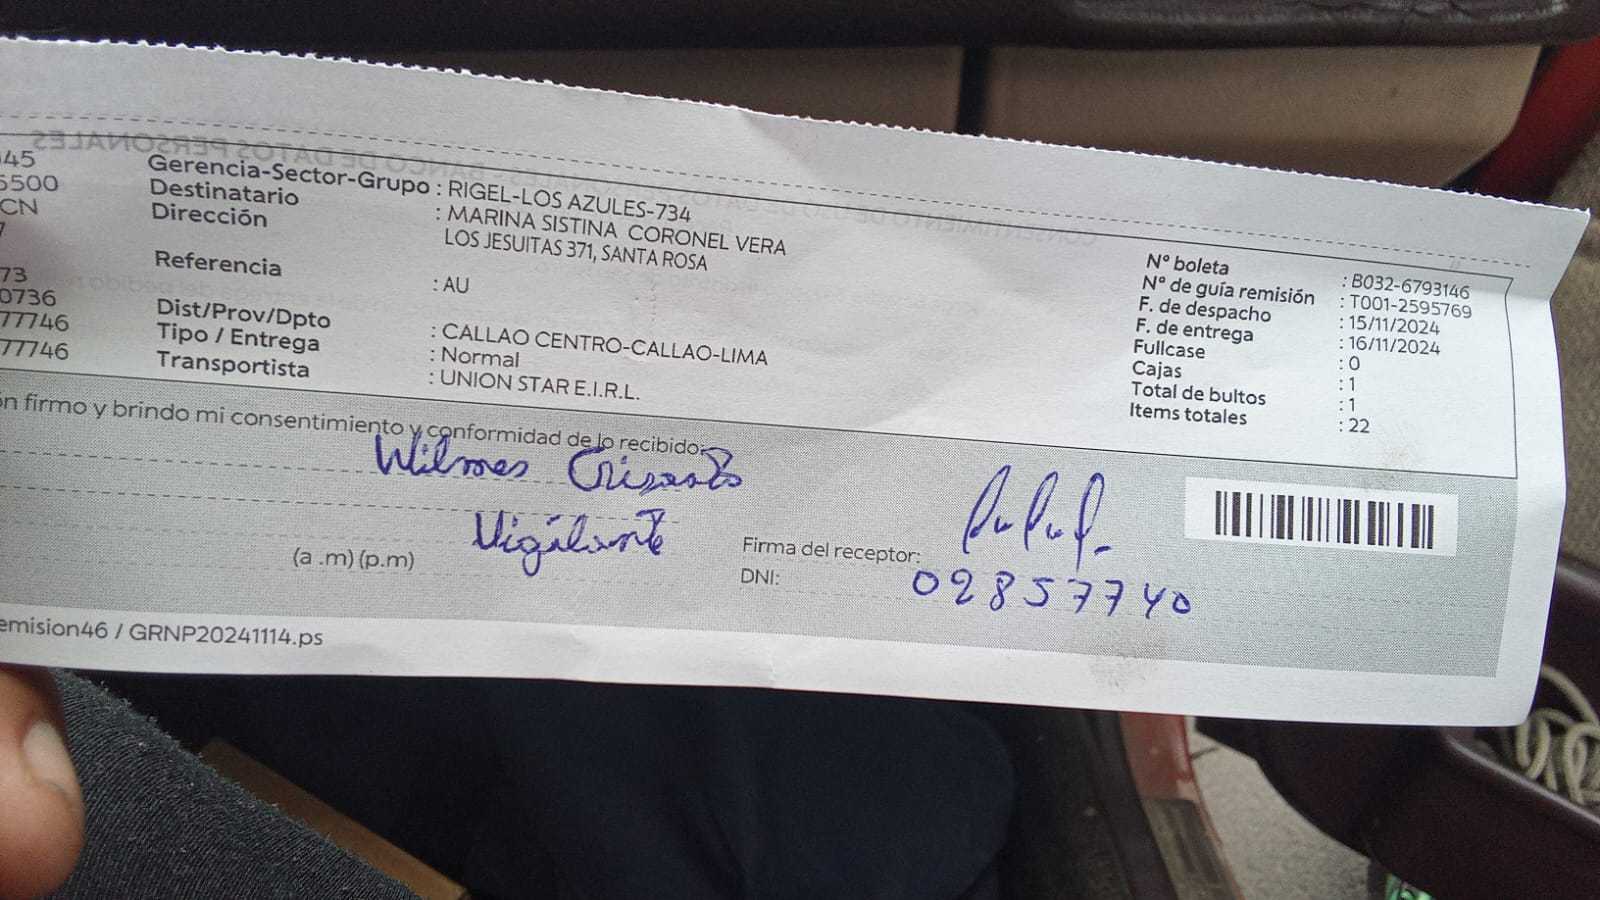 45
5500
CN
7
73
0736
77746
77746
Gerencia-Sector-Grupo : RIGEL-LOS AZULES-734
Destinatario : MARINA SISTINA CORONEL VERA
Dirección LOS JESUITAS 371, SANTA ROSA
Referencia : AU
Dist/Prov/Dpto : CALLAO CENTRO-CALLAO-LIMA
Tipo / Entrega : Normal
Transportista : UNION STAR E.I.R.L.
N° boleta : B032-6793146
N° de guía remisión : T001-2595769
F. de despacho : 15/11/2024
F. de entrega : 16/11/2024
Fullcase : 0
Cajas : 1
Total de bultos : 1
Items totales : 22
ón firmo y brindo mi consentimiento y conformidad de lo recibido:
Wilmes Crisanto
Vigilante
(a .m) (p.m)
Firma del receptor:
DNI: 02857740
emision46 / GRNP20241114.ps